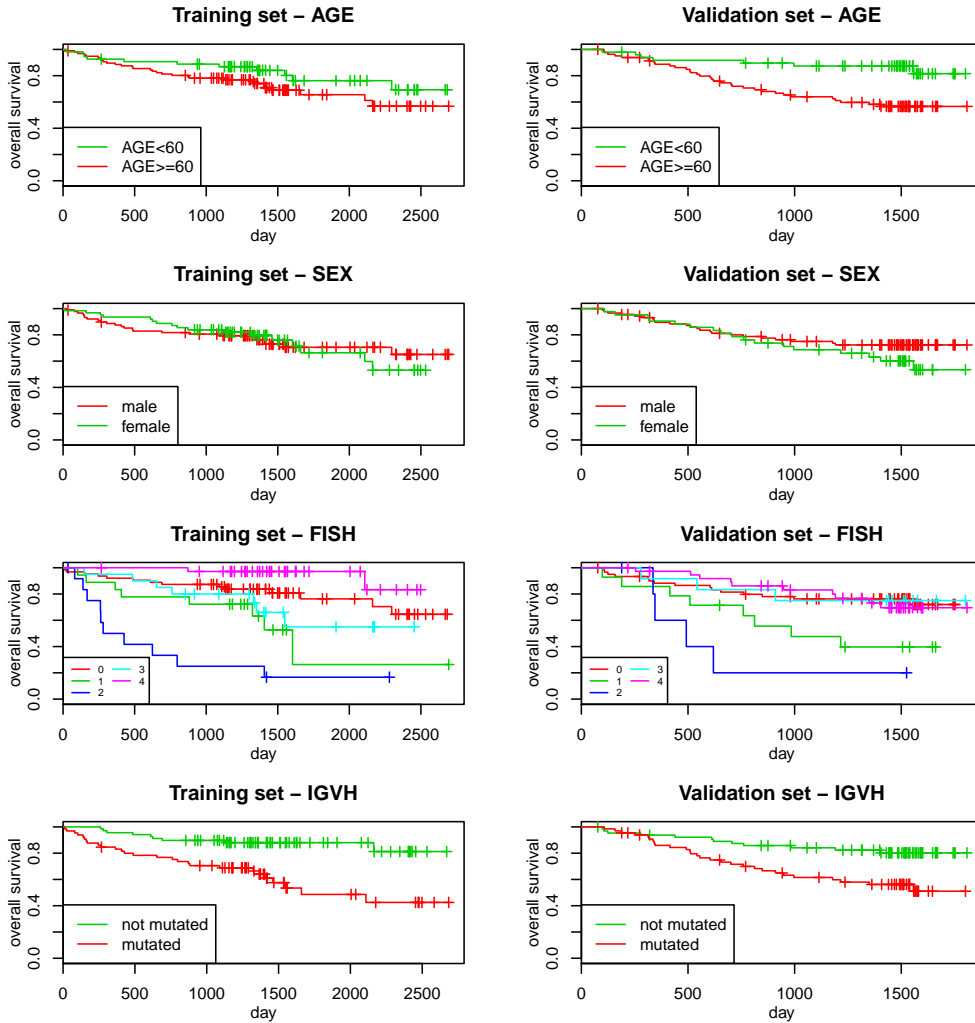 Training set – AGE
overall survival
0.0 0.4 0.8
AGE<60
AGE>=60
0 500 1000 1500 2000 2500
day
Validation set – AGE
overall survival
0.0 0.4 0.8
AGE<60
AGE>=60
0 500 1000 1500
day
Training set – SEX
overall survival
0.0 0.4 0.8
male
female
0 500 1000 1500 2000 2500
day
Validation set – SEX
overall survival
0.0 0.4 0.8
male
female
0 500 1000 1500
day
Training set – FISH
overall survival
0.0 0.4 0.8
0 3
1 4
2
0 500 1000 1500 2000 2500
day
Validation set – FISH
overall survival
0.0 0.4 0.8
0 3
1 4
2
0 500 1000 1500
day
Training set – IGVH
overall survival
0.0 0.4 0.8
not mutated
mutated
0 500 1000 1500 2000 2500
day
Validation set – IGVH
overall survival
0.0 0.4 0.8
not mutated
mutated
0 500 1000 1500
day